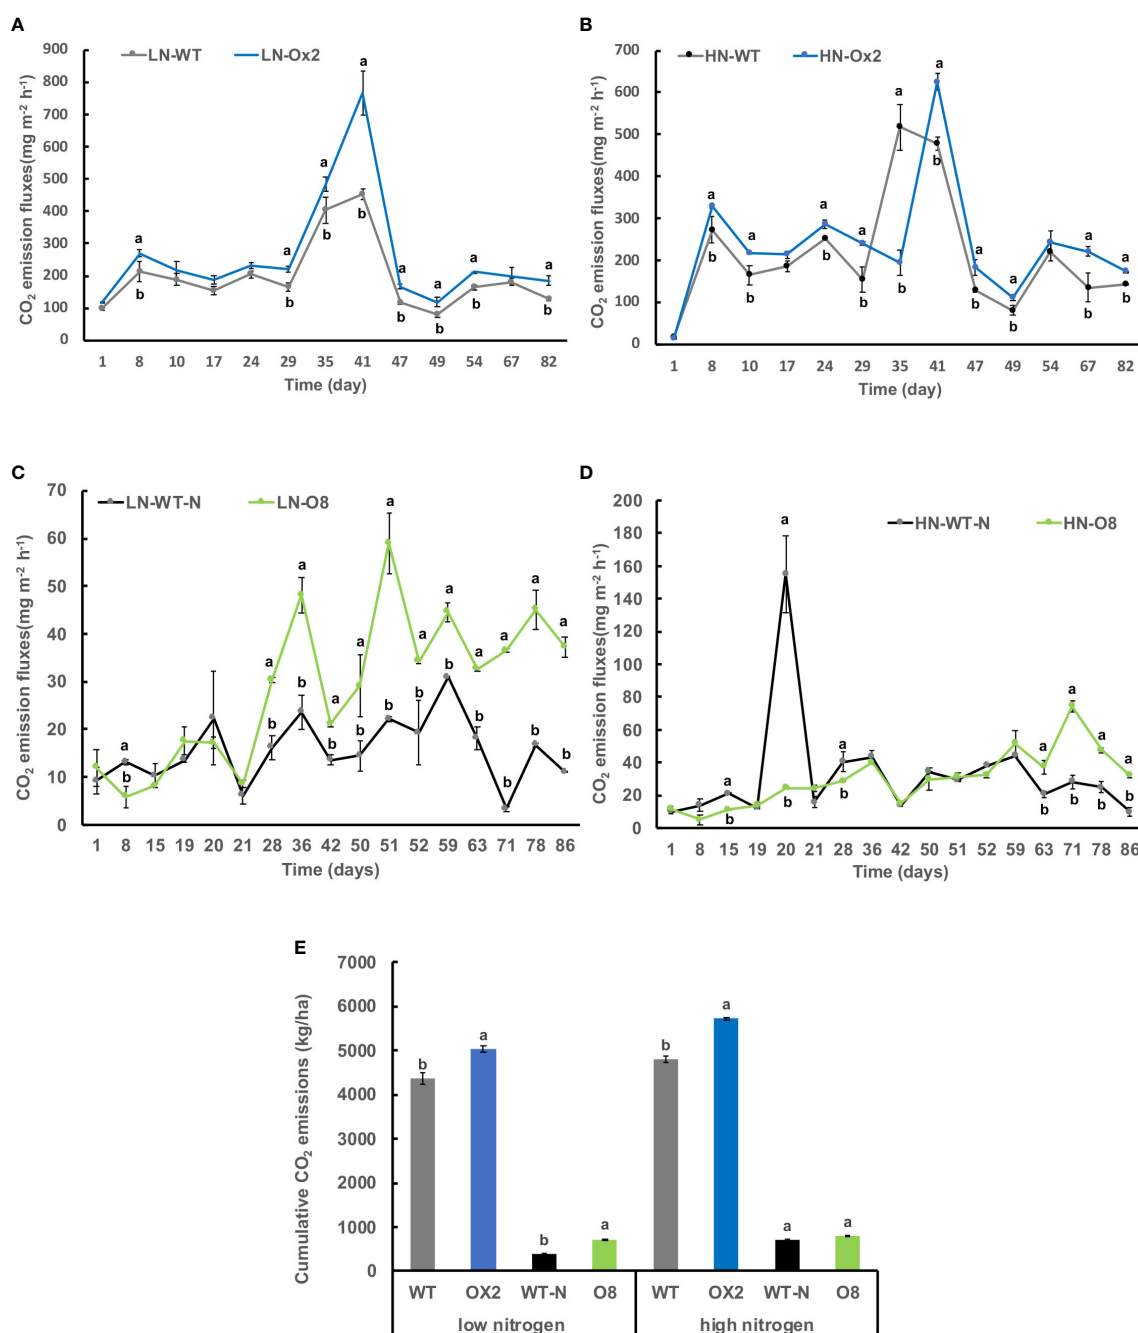 A
CO2 emission fluxes(mg m-2 h-1)
LN-WT LN-Ox2
900
800
700
600
500
400
300
200
100
0
a b a b a b a b a b a b a b a b
1 8 10 17 24 29 35 41 47 49 54 67 82
Time (day)
B
CO2 emission fluxes(mg m-2 h-1)
HN-WT HN-Ox2
700
600
500
400
300
200
100
0
a b a b a b a b a b a b a b a b a b a b
1 8 10 17 24 29 35 41 47 49 54 67 82
Time (day)
C
CO2 emission fluxes(mg m-2 h-1)
LN-WT-N LN-O8
70
60
50
40
30
20
10
0
a b a b a b a b a b a b a b a b a b a b a b a b
1 8 15 19 20 21 28 36 42 50 51 52 59 63 71 78 86
Time (days)
D
CO2 emission fluxes(mg m-2 h-1)
HN-WT-N HN-O8
200
180
160
140
120
100
80
60
40
20
0
a b a b a b a b a b a b a b
1 8 15 19 20 21 28 36 42 50 51 52 59 63 71 78 86
Time (days)
E
Cumulative CO2 emissions (kg/ha)
7000
6000
5000
4000
3000
2000
1000
0
b a b a b a a a
WT OX2 WT-N O8 WT OX2 WT-N O8
low nitrogen high nitrogen